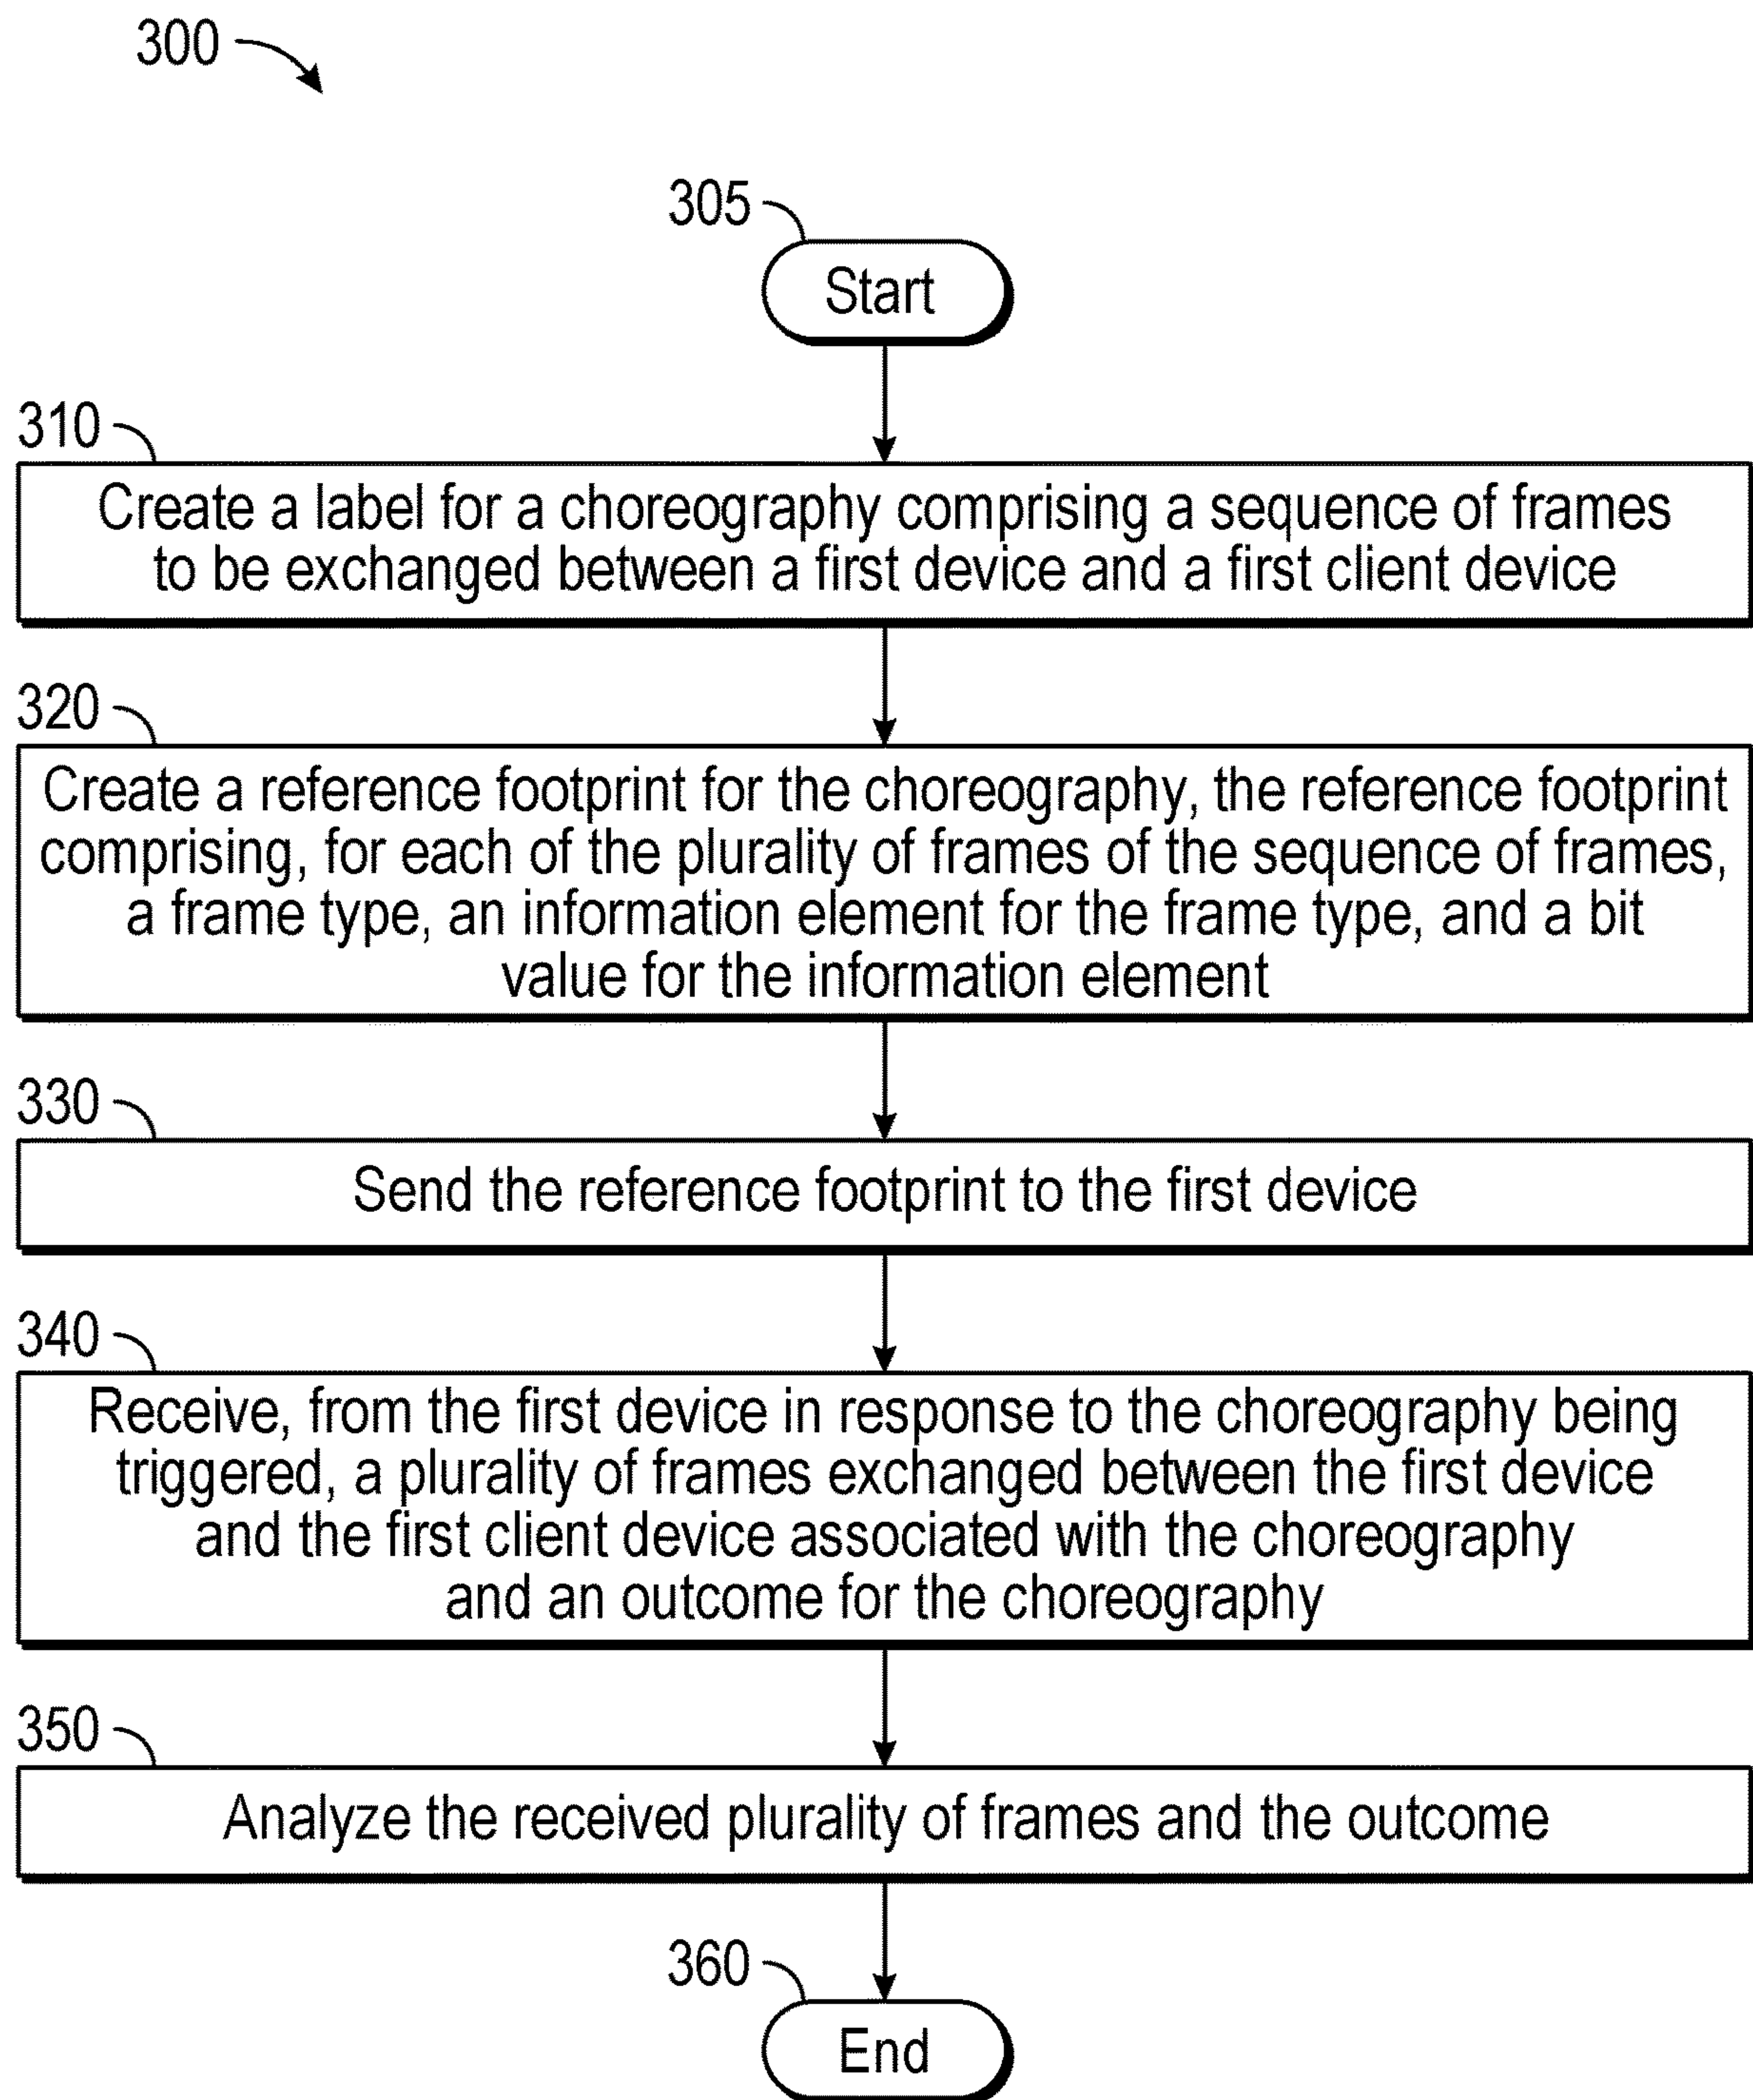 300
305
Start
310
Create a label for a choreography comprising a sequence of frames
to be exchanged between a first device and a first client device
320
Create a reference footprint for the choreography, the reference footprint
comprising, for each of the plurality of frames of the sequence of frames,
a frame type, an information element for the frame type, and a bit
value for the information element
330
Send the reference footprint to the first device
340
Receive, from the first device in response to the choreography being
triggered, a plurality of frames exchanged between the first device
and the first client device associated with the choreography
and an outcome for the choreography
350
Analyze the received plurality of frames and the outcome
360
End